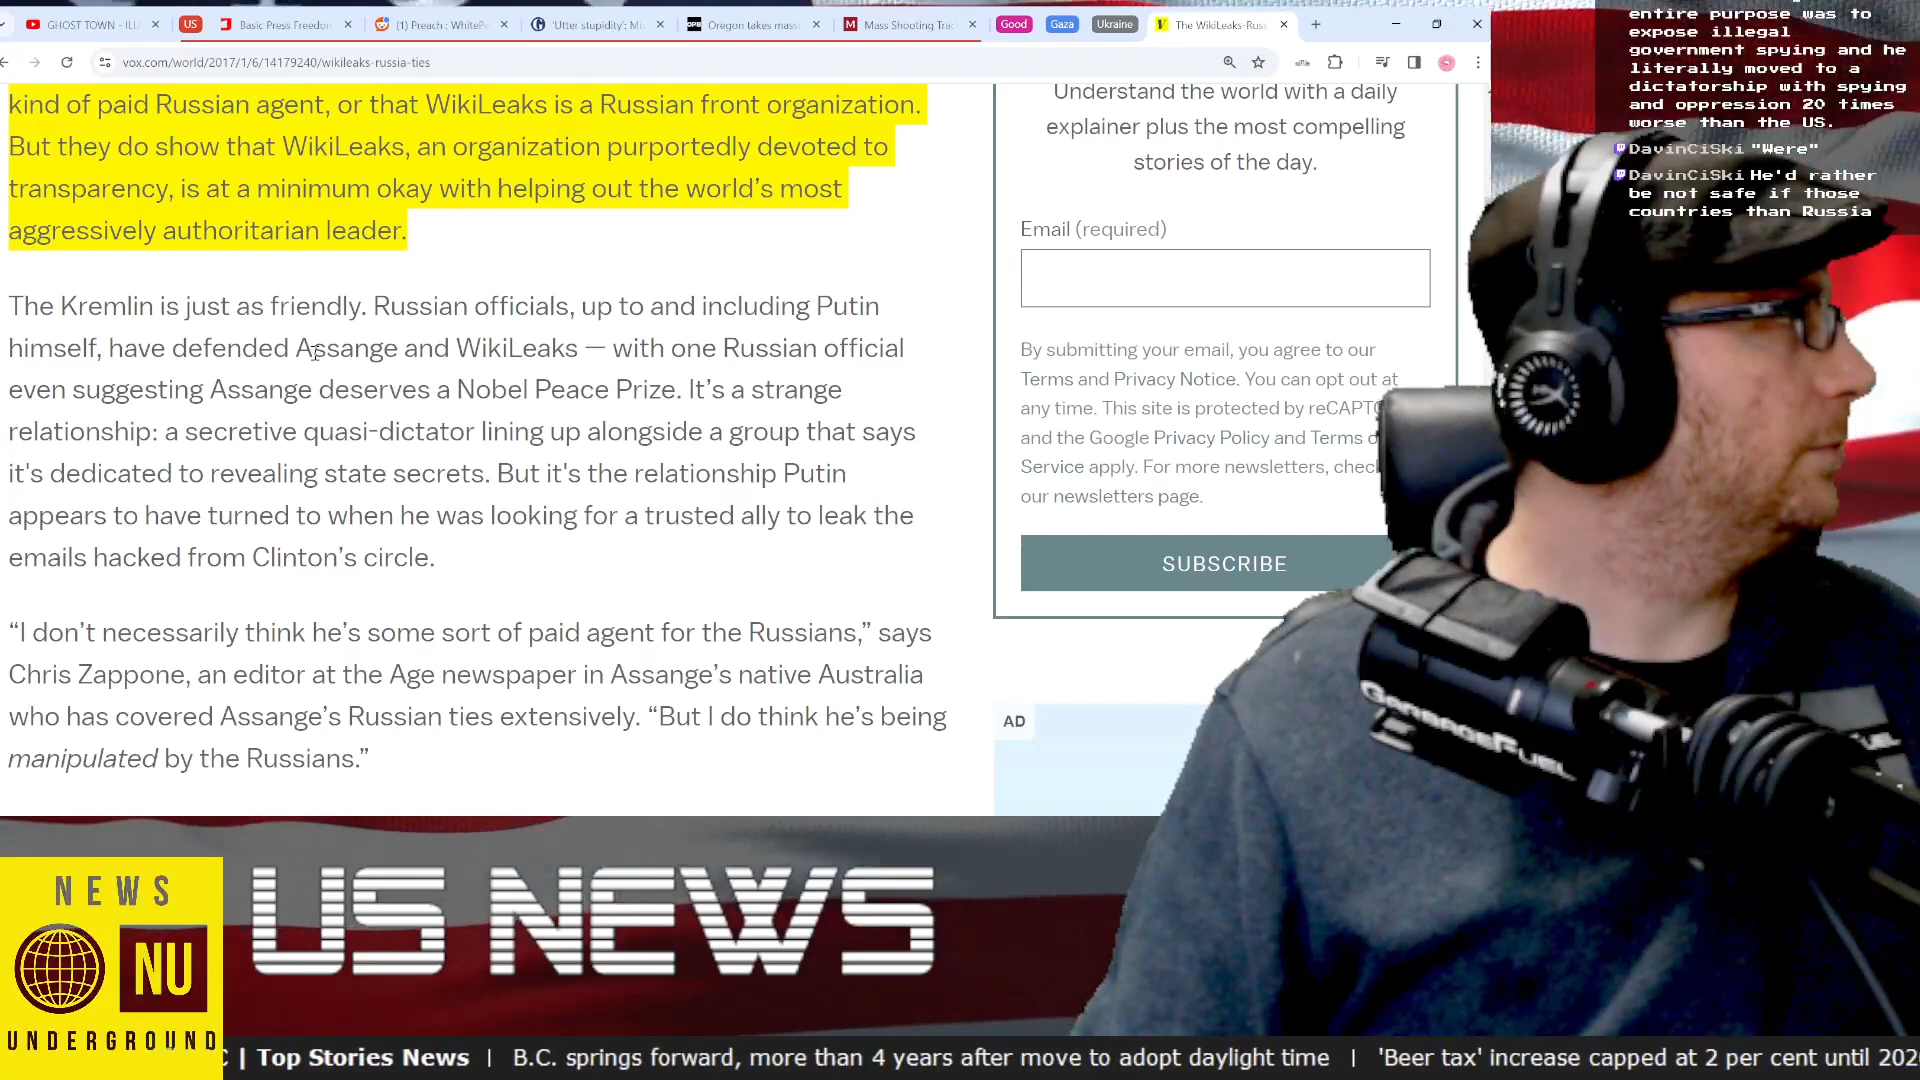 GHOST TOWN - ILL
US
Basic Press Freedom
(1) Preach : WhitePe
'Utter stupidity': Mi
OPB
Oregon takes mass
Mass Shooting Trac
Good
Gaza
Ukraine
The WikiLeaks-Russ
vox.com/world/2017/1/6/14179240/wikileaks-russia-ties
kind of paid Russian agent, or that WikiLeaks is a Russian front organization.
But they do show that WikiLeaks, an organization purportedly devoted to
transparency, is at a minimum okay with helping out the world's most
aggressively authoritarian leader.
The Kremlin is just as friendly. Russian officials, up to and including Putin
himself, have defended Assange and WikiLeaks — with one Russian official
even suggesting Assange deserves a Nobel Peace Prize. It's a strange
relationship: a secretive quasi-dictator lining up alongside a group that says
it's dedicated to revealing state secrets. But it's the relationship Putin
appears to have turned to when he was looking for a trusted ally to leak the
emails hacked from Clinton's circle.
“I don't necessarily think he's some sort of paid agent for the Russians,” says
Chris Zappone, an editor at the Age newspaper in Assange's native Australia
who has covered Assange's Russian ties extensively. “But I do think he's being
manipulated by the Russians.”
Understand the world with a daily
explainer plus the most compelling
stories of the day.
Email (required)
By submitting your email, you agree to our
Terms and Privacy Notice. You can opt out at
any time. This site is protected by reCAPTC
and the Google Privacy Policy and Terms o
Service apply. For more newsletters, chec
our newsletters page.
SUBSCRIBE
AD
entire purpose was to
expose illegal
government spying and he
literally moved to a
dictatorship with spying
and oppression 20 times
worse than the US.
DavinCiSki "Were"
DavinCiSki He'd rather
be not safe if those
countries than Russia
GameSFUEL
NEWS
NU
UNDERGROUND
US NEWS
C | Top Stories News | B.C. springs forward, more than 4 years after move to adopt daylight time | 'Beer tax' increase capped at 2 per cent until 202